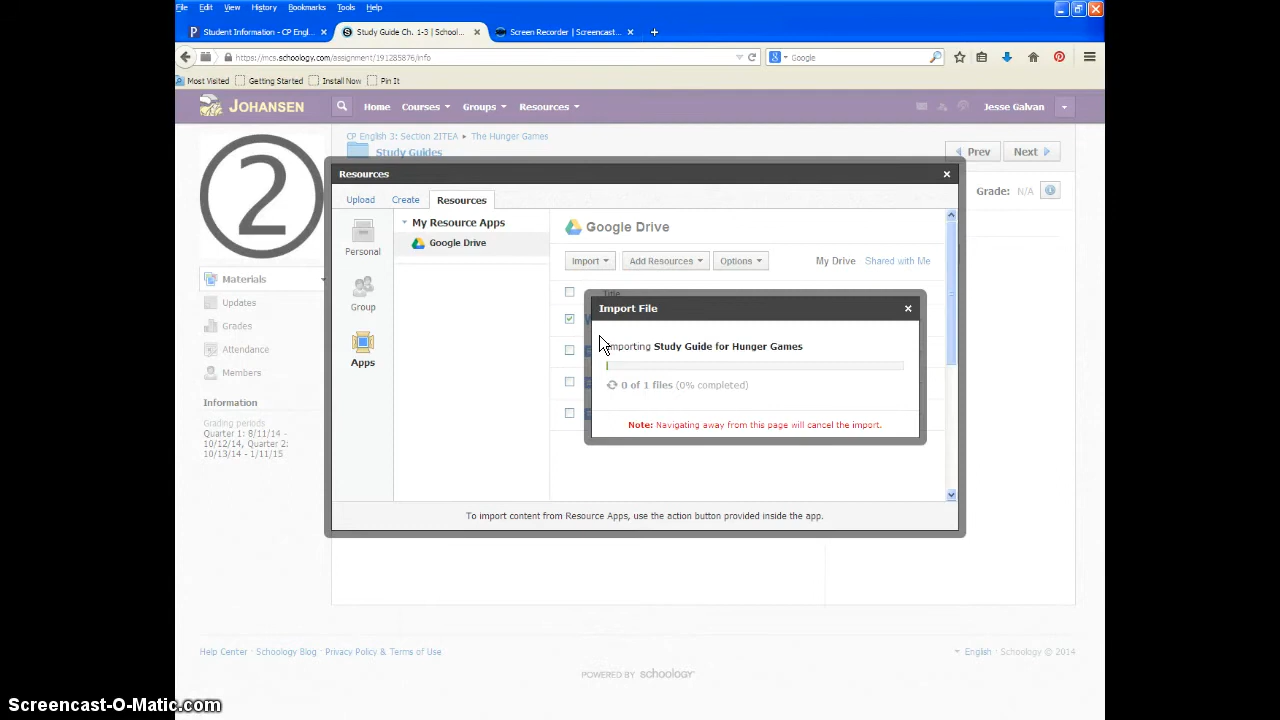 File Edit View History Bookmarks Tools Help
Student Information - CP Engl... × Study Guide Ch. 1-3 | School... × Screen Recorder | Screencast... × +
https://mcs.schoology.com/assignment/191285876/info Google
Most Visited Getting Started Install Now Pin It
JOHANSEN Home Courses Groups Resources Jesse Galvan
CP English 3: Section 2ITEA ▸ The Hunger Games
Study Guides Prev Next
2
Grade: N/A
Resources ×
Upload Create Resources
My Resource Apps
Google Drive
Personal
Group
Apps
Google Drive
Import Add Resources Options My Drive Shared with Me
Title
Import File ×
Importing Study Guide for Hunger Games
0 of 1 files (0% completed)
Note: Navigating away from this page will cancel the import.
To import content from Resource Apps, use the action button provided inside the app.
Materials
Updates
Grades
Attendance
Members
Information
Grading periods
Quarter 1: 8/11/14 -
10/12/14, Quarter 2:
10/13/14 - 1/11/15
Help Center · Schoology Blog · Privacy Policy & Terms of Use English · Schoology © 2014
POWERED BY schoology
Screencast-O-Matic.com